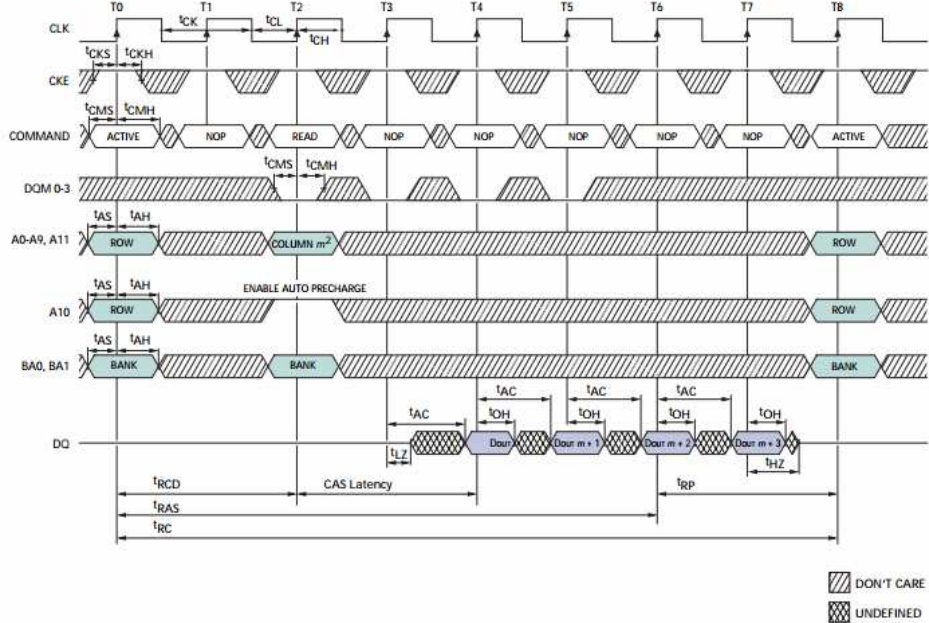 T0 T1 T2 T3 T4 T5 T6 T7 T8
CLK tCK tCL tCH
tCKS tCKH
CKE
tCMS tCMH
COMMAND ACTIVE NOP READ NOP NOP NOP NOP NOP ACTIVE
tCMS tCMH
DQM 0-3
tAS tAH
A0-A9, A11 ROW COLUMN m2 ROW
ENABLE AUTO PRECHARGE
tAS tAH
A10 ROW ROW
tAS tAH
BA0, BA1 BANK BANK BANK
tAC tAC tAC
tAC tOH tOH tOH tOH
DQ DOUT DOUT m + 1 DOUT m + 2 DOUT m + 3
tLZ tHZ
tRCD CAS Latency tRP
tRAS
tRC
DON'T CARE
UNDEFINED